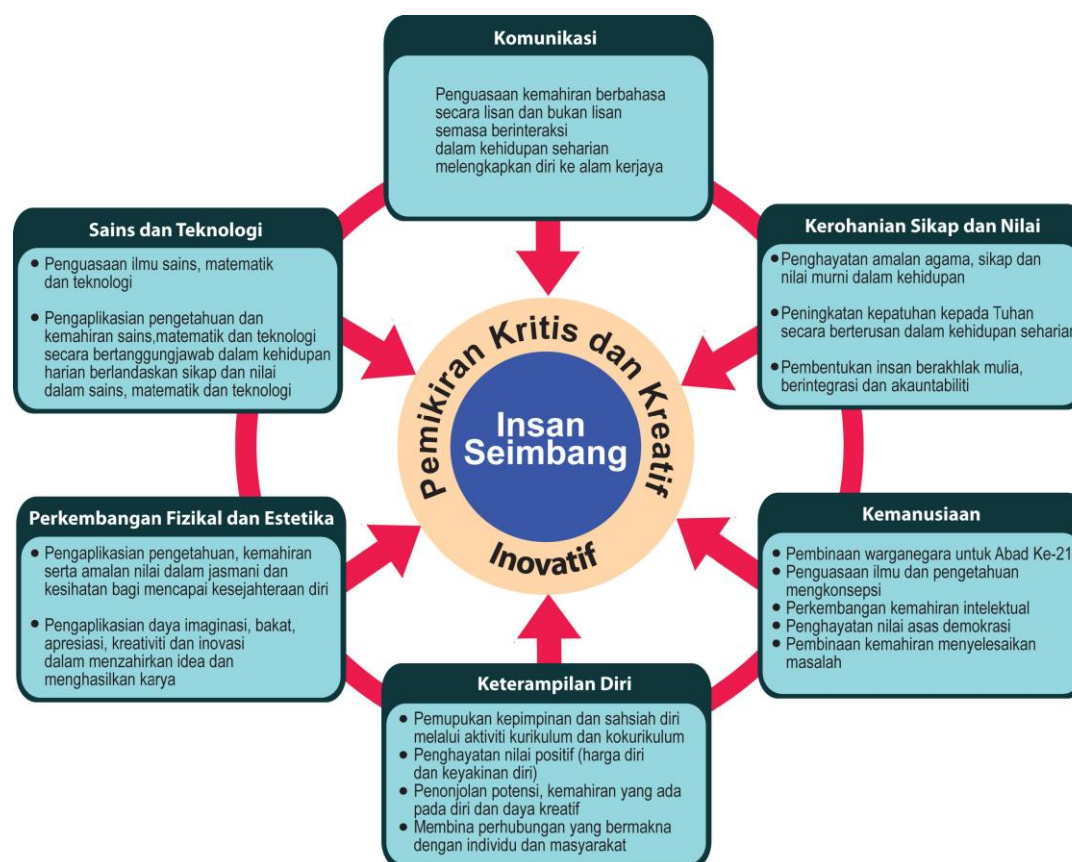 Komunikasi
Penguasaan kemahiran berbahasa
secara lisan dan bukan lisan
semasa berinteraksi
dalam kehidupan seharian
melengkapkan diri ke alam kerjaya
Sains dan Teknologi
• Penguasaan ilmu sains, matematik
dan teknologi
• Pengaplikasian pengetahuan dan
kemahiran sains,matematik dan teknologi
secara bertanggungjawab dalam kehidupan
harian berlandaskan sikap dan nilai
dalam sains, matematik dan teknologi
Kerohanian Sikap dan Nilai
• Penghayatan amalan agama, sikap dan
nilai murni dalam kehidupan
• Peningkatan kepatuhan kepada Tuhan
secara berterusan dalam kehidupan seharian
• Pembentukan insan berakhlak mulia,
berintegrasi dan akauntabiliti
Pemikiran Kritis dan Kreatif
Insan
Seimbang
Inovatif
Perkembangan Fizikal dan Estetika
• Pengaplikasian pengetahuan, kemahiran
serta amalan nilai dalam jasmani dan
kesihatan bagi mencapai kesejahteraan diri
• Pengaplikasian daya imaginasi, bakat,
apresiasi, kreativiti dan inovasi
dalam menzahirkan idea dan
menghasilkan karya
Kemanusiaan
• Pembinaan warganegara untuk Abad Ke-21
• Penguasaan ilmu dan pengetahuan
mengkonsepsi
• Perkembangan kemahiran intelektual
• Penghayatan nilai asas demokrasi
• Pembinaan kemahiran menyelesaikan
masalah
Keterampilan Diri
• Pemupukan kepimpinan dan sahsiah diri
melalui aktiviti kurikulum dan kokurikulum
• Penghayatan nilai positif (harga diri
dan keyakinan diri)
• Penonjolan potensi, kemahiran yang ada
pada diri dan daya kreatif
• Membina perhubungan yang bermakna
dengan individu dan masyarakat